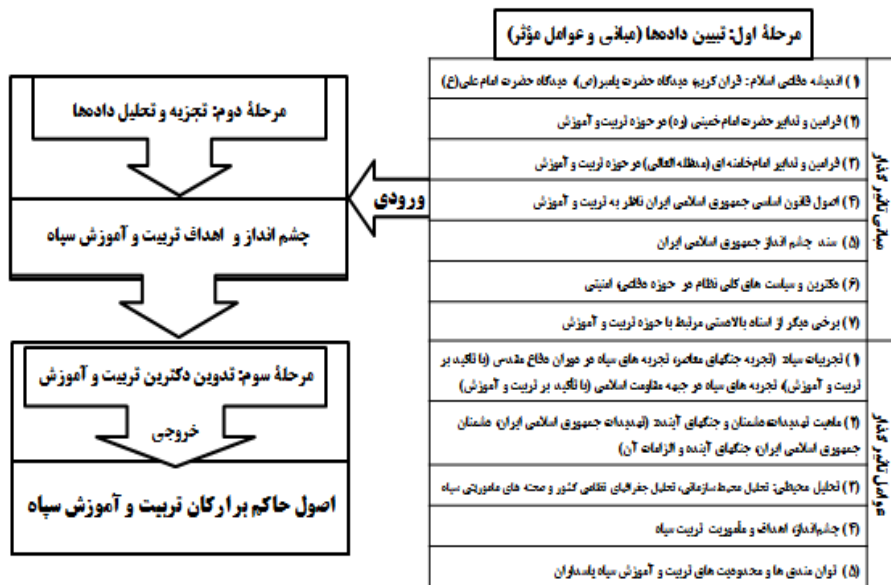 مرحلهٔ اول: تبیین داده‌ها (مبانی و عوامل مؤثر)
مبانی تاثیر گذار
(۱) اندیشه دفاعی اسلام: قران کریم، دیدگاه حضرت پیامبر(ص)، دیدگاه حضرت امام علی(ع)
(۲) فرامین و تدابیر حضرت امام خمینی (ره) در حوزه تربیت و آموزش
(۳) فرامین و تدابیر امام خامنه ای (مدظله العالی) در حوزه تربیت و آموزش
(۴) اصول قانون اساسی جمهوری اسلامی ایران ناظر به تربیت و آموزش
(۵) سند چشم انداز جمهوری اسلامی ایران
(۶) دکترین و سیاست های کلی نظام در حوزه دفاعی، امنیتی
(۷) برخی دیگر از اسناد بالادستی مرتبط با حوزه تربیت و آموزش
عوامل تاثیر گذار
(۱) تجربیات سپاه: (تجربه جنگهای معاصر، تجربه های سپاه در دوران دفاع مقدس (با تأکید بر
تربیت و آموزش)، تجربه های سپاه در جبهه مقاومت اسلامی (با تأکید بر تربیت و آموزش)
(۲) ماهیت تهدیدات دشمنان و جنگهای آینده: (تهدیدات جمهوری اسلامی ایران، دشمنان
جمهوری اسلامی ایران، جنگهای آینده و الزامات آن)
(۳) تحلیل محیطی: تحلیل محیط سازمانی، تحلیل جغرافیای نظامی کشور و صحنه های ماموریتی سپاه
(۴) چشم‌انداز، اهداف و مأموریت تربیت سپاه
(۵) توان مندی ها و محدودیت های تربیت و آموزش سپاه پاسداران
ورودی
مرحلهٔ دوم: تجزیه و تحلیل داده‌ها
چشم انداز و اهداف تربیت و آموزش سپاه
مرحلهٔ سوم: تدوین دکترین تربیت و آموزش
خروجی
اصول حاکم بر ارکان تربیت و آموزش سپاه